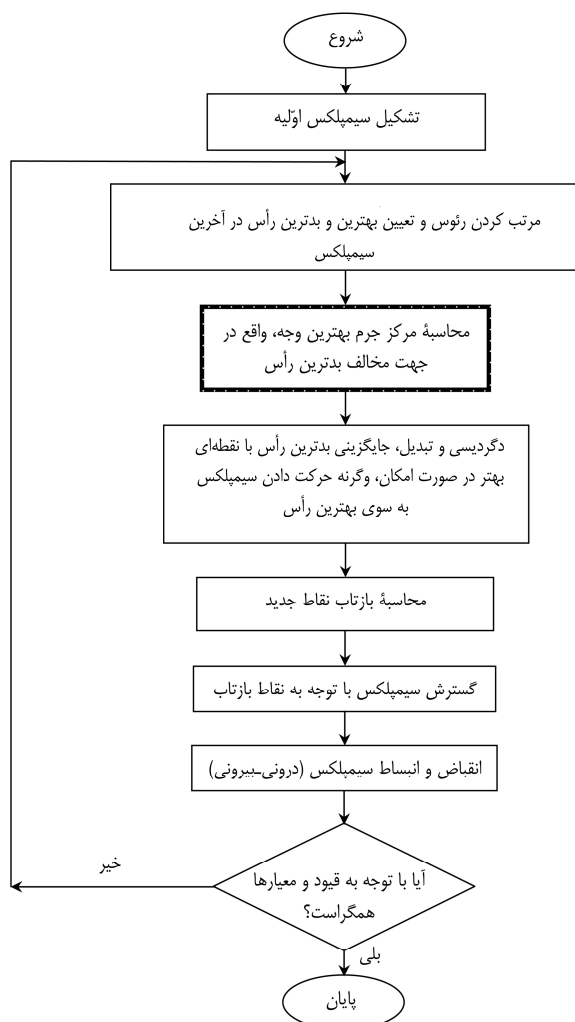 شروع
تشکیل سیمپلکس اوّلیه
مرتب کردن رئوس و تعیین بهترین و بدترین رأس در آخرین
سیمپلکس
محاسبهٔ مرکز جرم بهترین وجه، واقع در
جهت مخالف بدترین رأس
دگردیسی و تبدیل، جایگزینی بدترین رأس با نقطه‌ای
بهتر در صورت امکان، وگرنه حرکت دادن سیمپلکس
به سوی بهترین رأس
محاسبهٔ بازتاب نقاط جدید
گسترش سیمپلکس با توجه به نقاط بازتاب
انقباض و انبساط سیمپلکس (درونی-بیرونی)
خیر
آیا با توجه به قیود و معیارها
همگراست؟
بلی
پایان